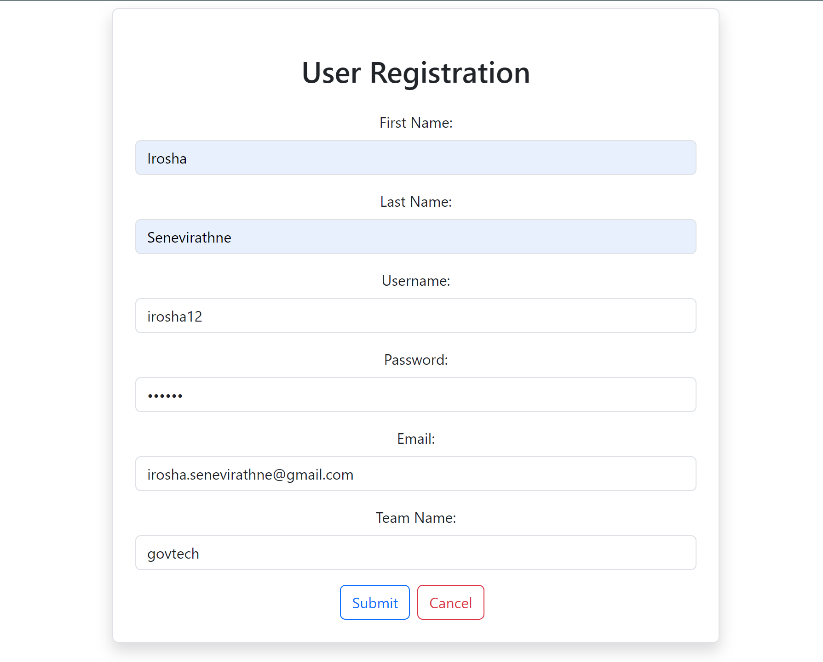 User Registration
First Name:
Irosha
Last Name:
Senevirathne
Username:
irosha12
Password:
••••••
Email:
irosha.senevirathne@gmail.com
Team Name:
govtech
Submit Cancel